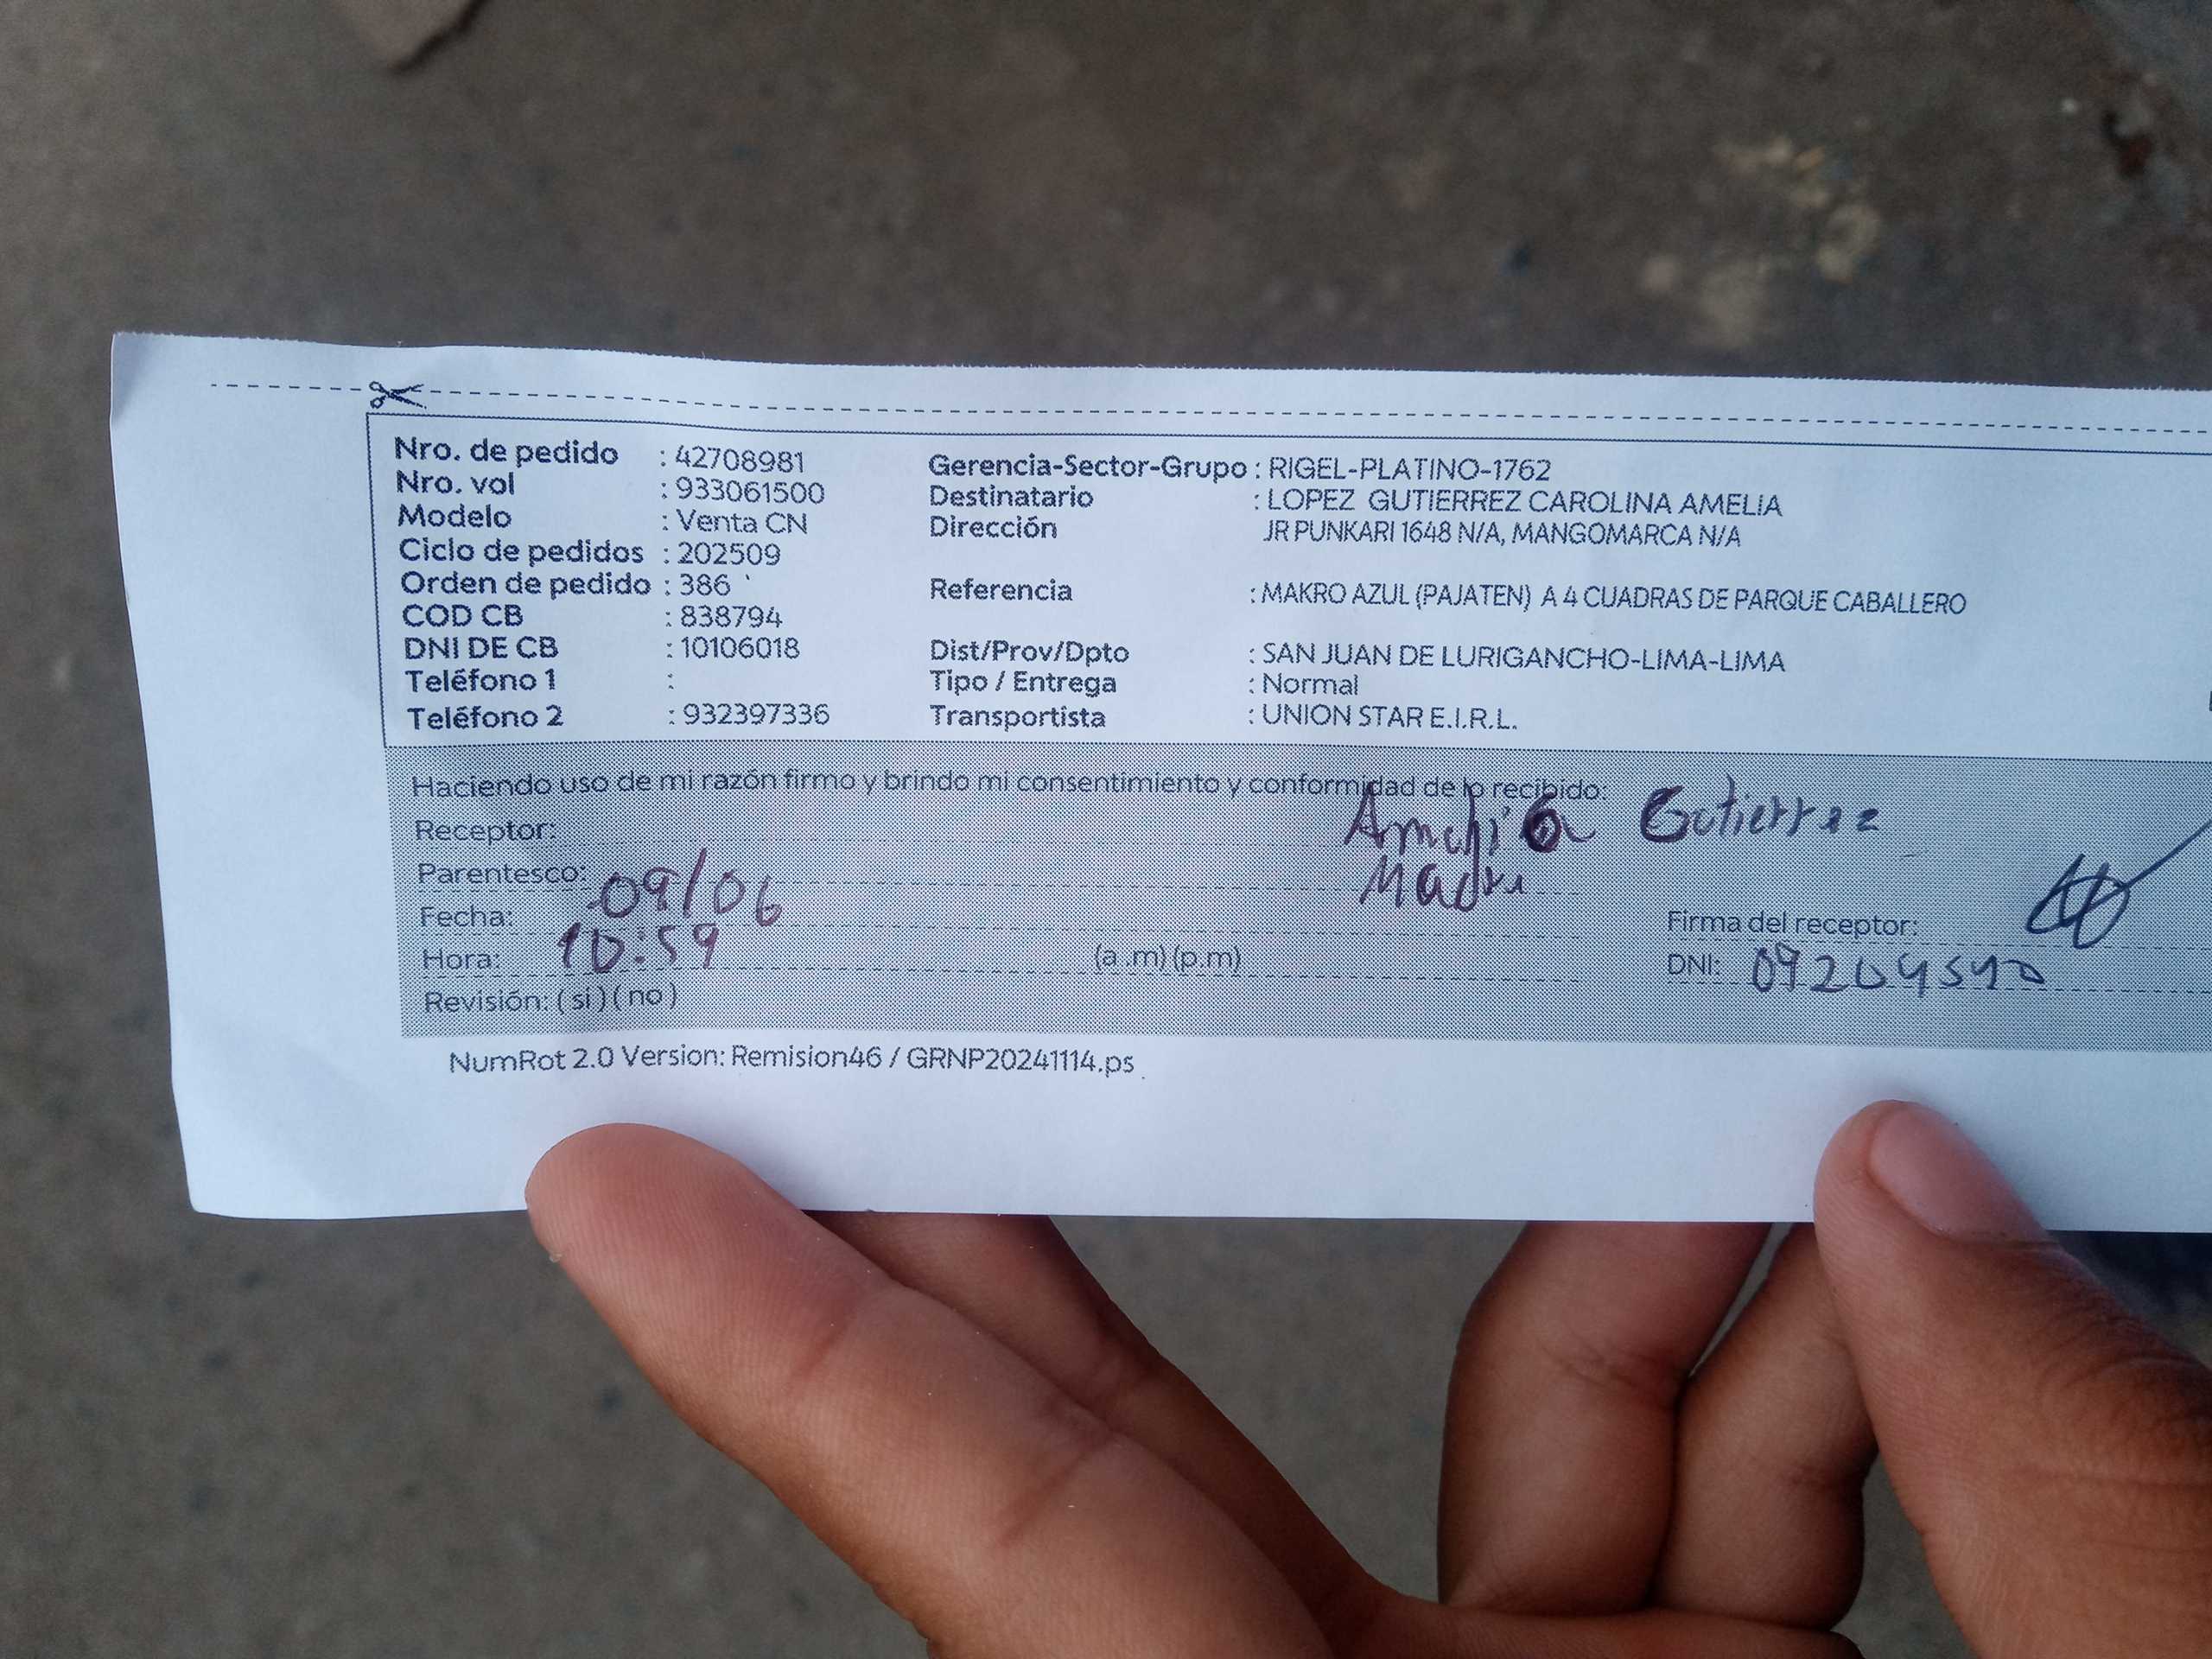 Nro. de pedido : 42708981
Nro. vol : 933061500
Modelo : Venta CN
Ciclo de pedidos : 202509
Orden de pedido : 386
COD CB : 838794
DNI DE CB : 10106018
Teléfono 1 :
Teléfono 2 : 932397336
Gerencia-Sector-Grupo : RIGEL-PLATINO-1762
Destinatario : LOPEZ GUTIERREZ CAROLINA AMELIA
Dirección JR PUNKARI 1648 N/A, MANGOMARCA N/A
Referencia : MAKRO AZUL (PAJATEN) A 4 CUADRAS DE PARQUE CABALLERO
Dist/Prov/Dpto : SAN JUAN DE LURIGANCHO-LIMA-LIMA
Tipo / Entrega : Normal
Transportista : UNION STAR E.I.R.L.
Haciendo uso de mi razón firmo y brindo mi consentimiento y conformidad de lo recibido:
Receptor: Gutierrez
Parentesco: Madre
Fecha: 09/06
Hora: 10:59 (a .m) (p.m)
Revisión: ( si ) ( no )
Firma del receptor:
DNI:
NumRot 2.0 Version: Remision46 / GRNP20241114.ps